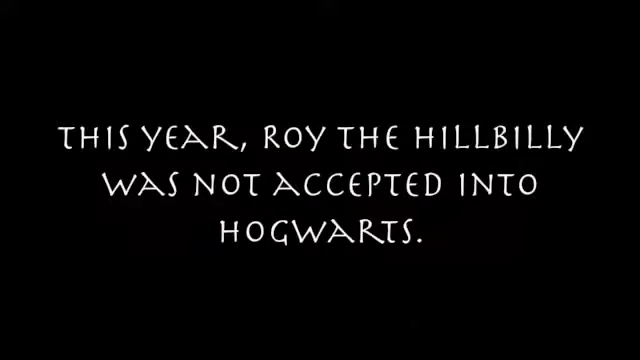 THIS YEAR, ROY THE HILLBILLY
WAS NOT ACCEPTED INTO
HOGWARTS.